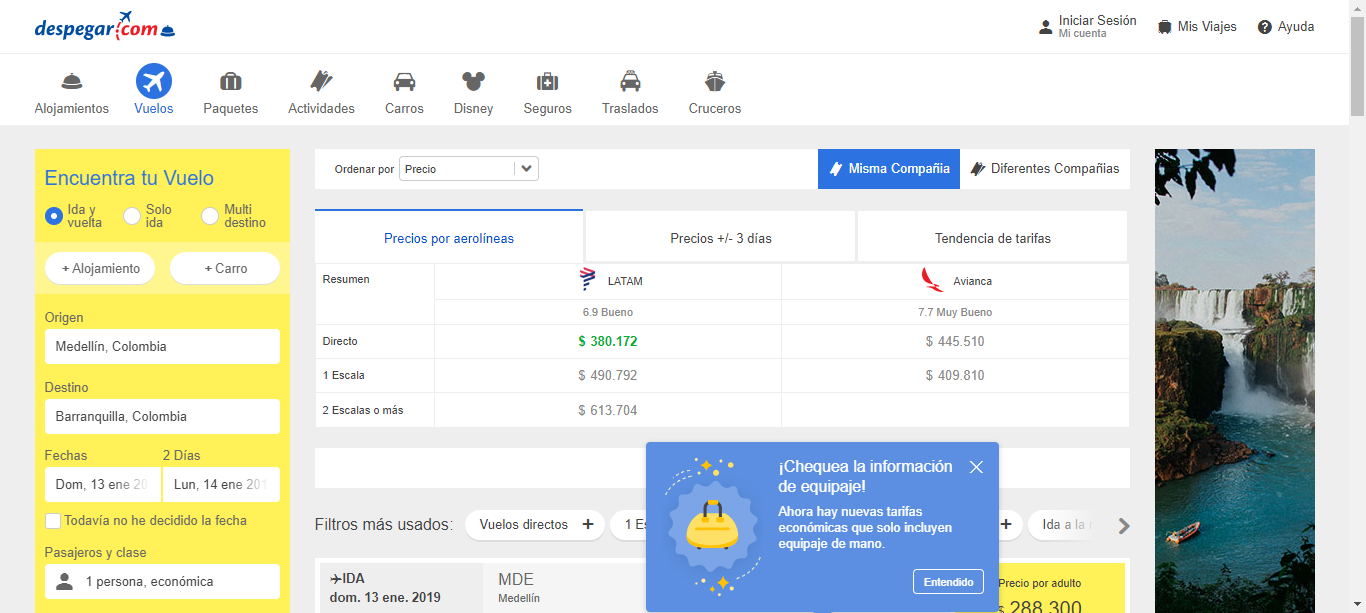 despegar.com
Iniciar Sesión
Mi cuenta
Mis Viajes
Ayuda
Alojamientos
Vuelos
Paquetes
Actividades
Carros
Disney
Seguros
Traslados
Cruceros
Encuentra tu Vuelo
Ida y
vuelta
Solo
ida
Multi
destino
+ Alojamiento
+ Carro
Origen
Medellín, Colombia
Destino
Barranquilla, Colombia
Fechas
2 Días
Dom, 13 ene 20
Lun, 14 ene 201
Todavía no he decidido la fecha
Pasajeros y clase
1 persona, económica
Ordenar por
Precio
Misma Compañia
Diferentes Compañias
Precios por aerolíneas
Precios +/- 3 días
Tendencia de tarifas
Resumen
LATAM
Avianca
6.9 Bueno
7.7 Muy Bueno
Directo
$ 380.172
$ 445.510
1 Escala
$ 490.792
$ 409.810
2 Escalas o más
$ 613.704
¡Chequea la información
de equipaje!
Ahora hay nuevas tarifas
económicas que solo incluyen
equipaje de mano.
Entendido
Filtros más usados:
Vuelos directos +
1 Es
+
Ida a la
IDA
dom. 13 ene. 2019
MDE
Medellín
Precio por adulto
$ 288.300